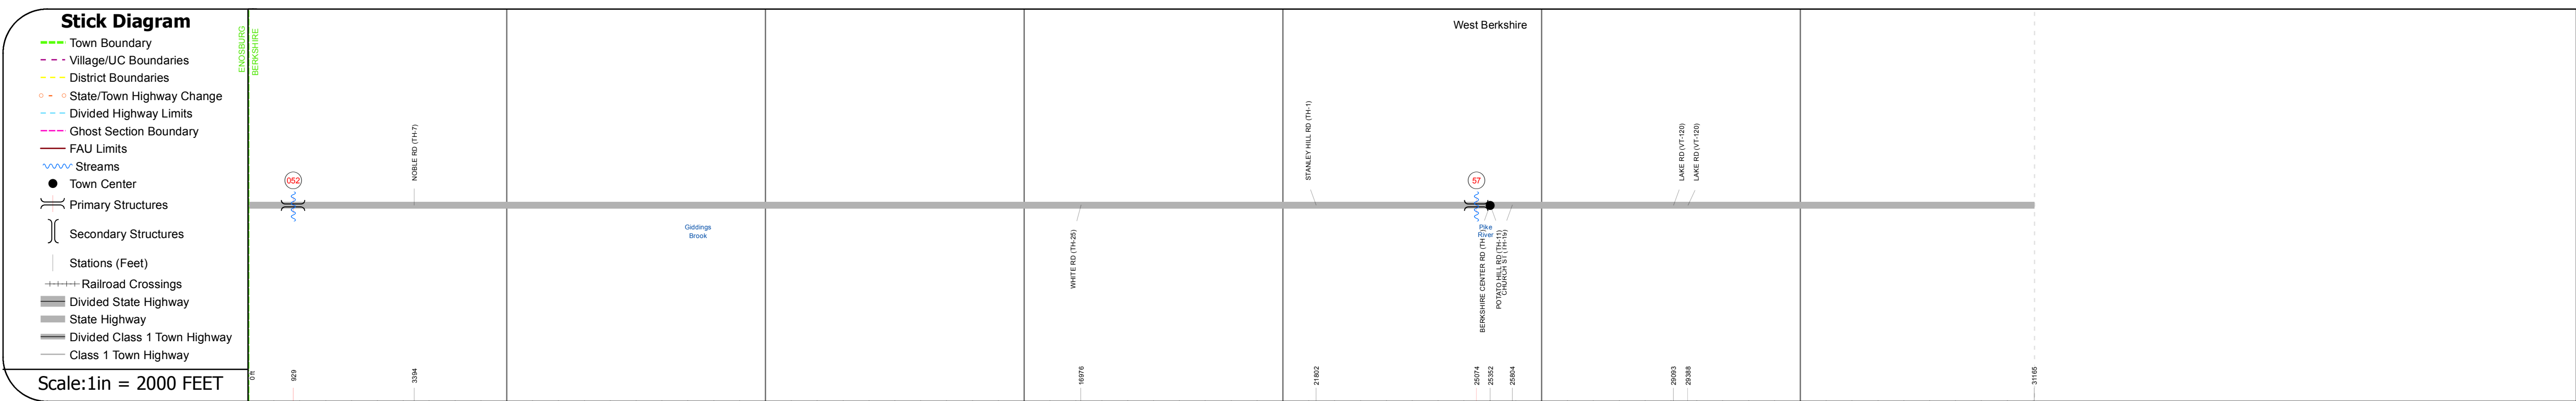 Stick Diagram
Town Boundary
Village/UC Boundaries
District Boundaries
State/Town Highway Change
Divided Highway Limits
Ghost Section Boundary
FAU Limits
Streams
Town Center
Primary Structures
Secondary Structures
Stations (Feet)
Railroad Crossings
Divided State Highway
State Highway
Divided Class 1 Town Highway
Class 1 Town Highway
Scale:1in = 2000 FEET
ENOSBURG
BERKSHIRE
West Berkshire
052
NOBLE RD (TH-7)
Giddings
Brook
WHITE RD (TH-25)
STANLEY HILL RD (TH-1)
57
Pike
River
BERKSHIRE CENTER RD (TH
POTATO HILL RD (TH-11)
CHURCH ST (TH-19)
LAKE RD (VT-120)
LAKE RD (VT-120)
0 ft
929
3394
16976
21802
25074
25352
25804
29093
29388
31165